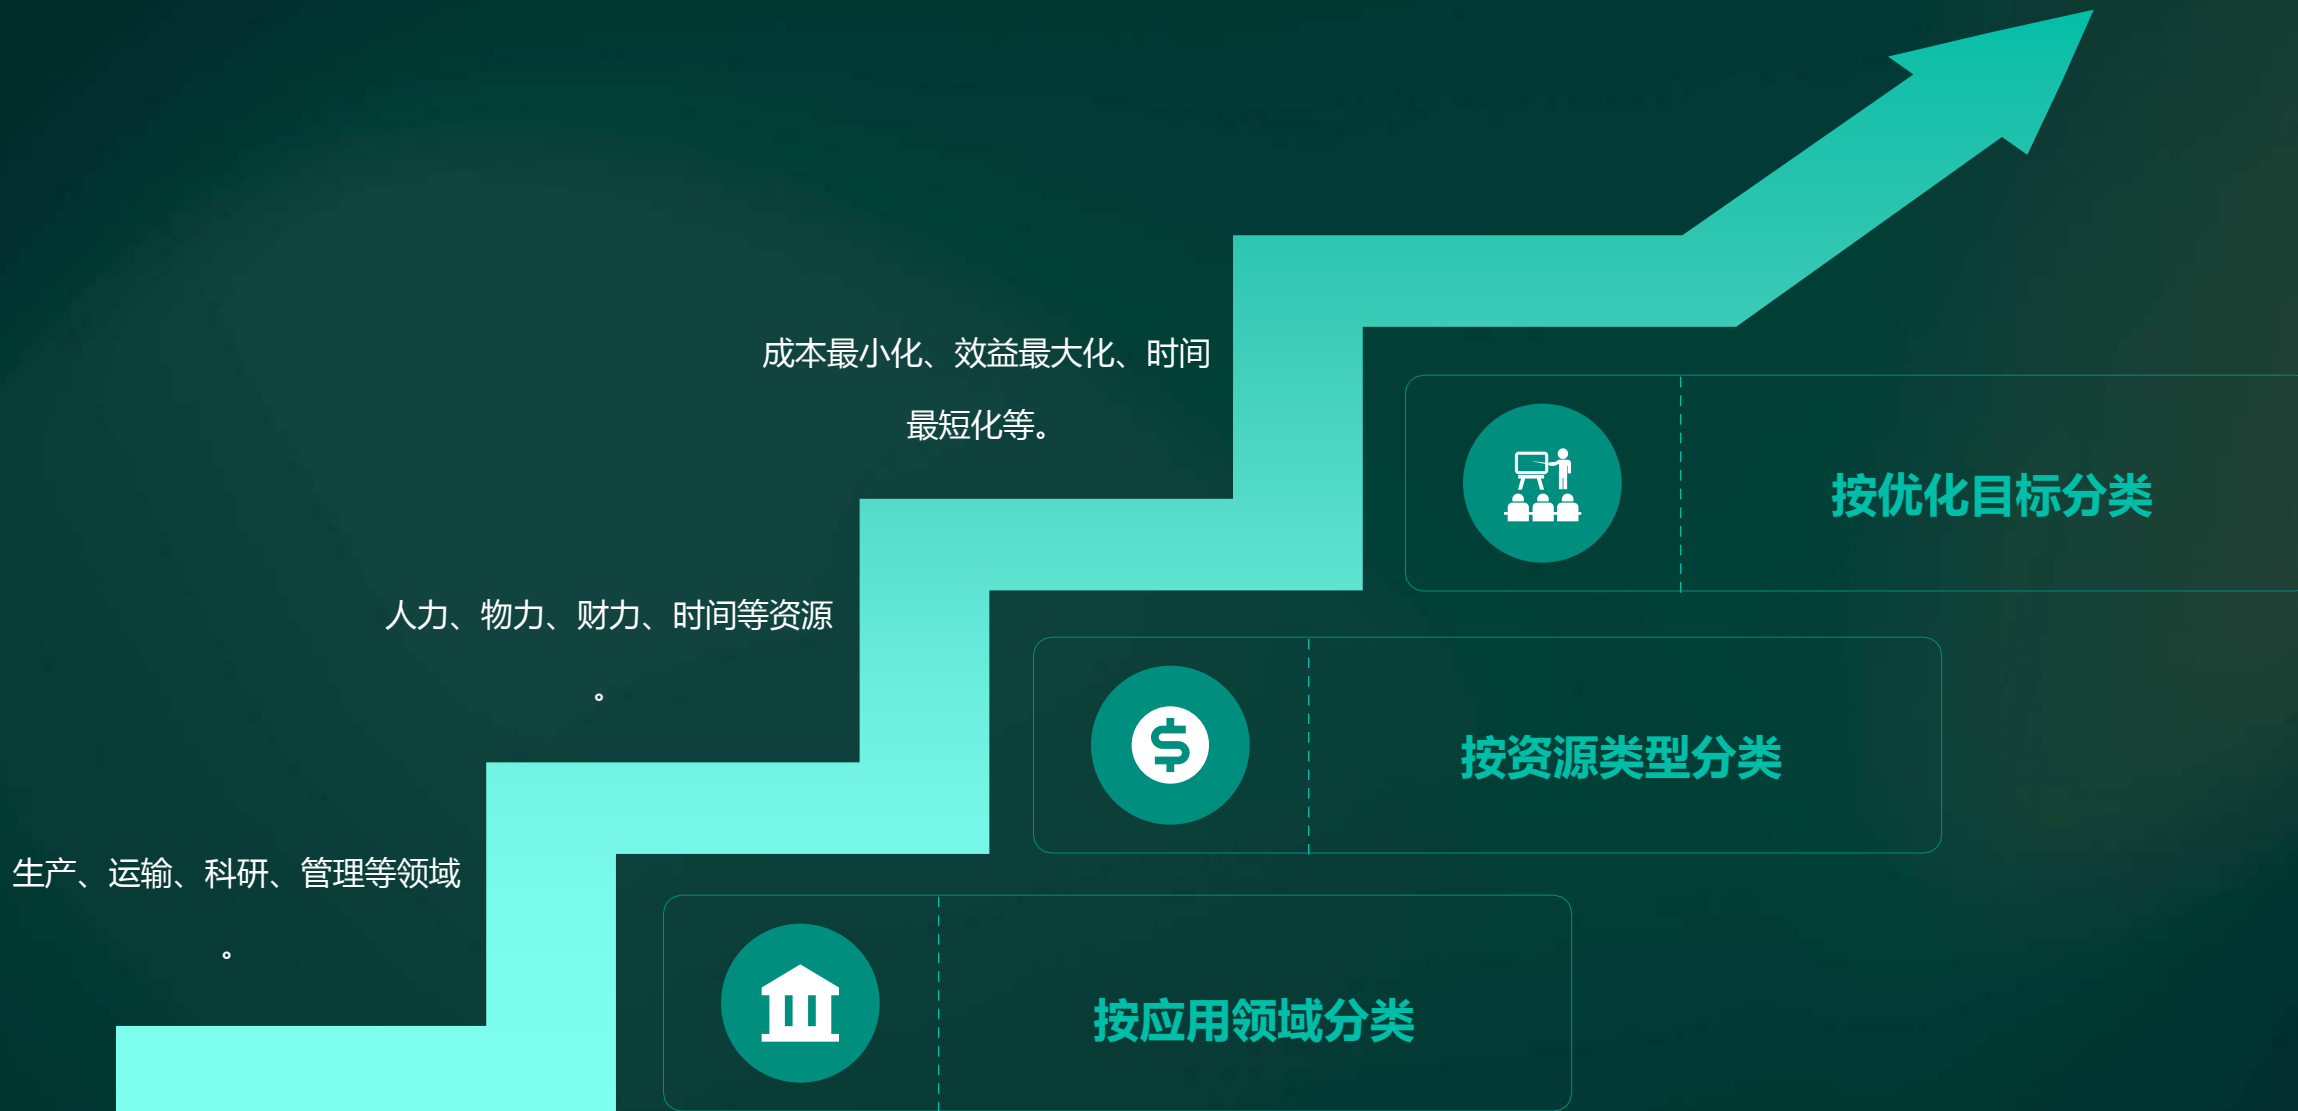 成本最小化、效益最大化、时间
最短化等。
按优化目标分类
人力、物力、财力、时间等资源
。
按资源类型分类
生产、运输、科研、管理等领域
。
按应用领域分类